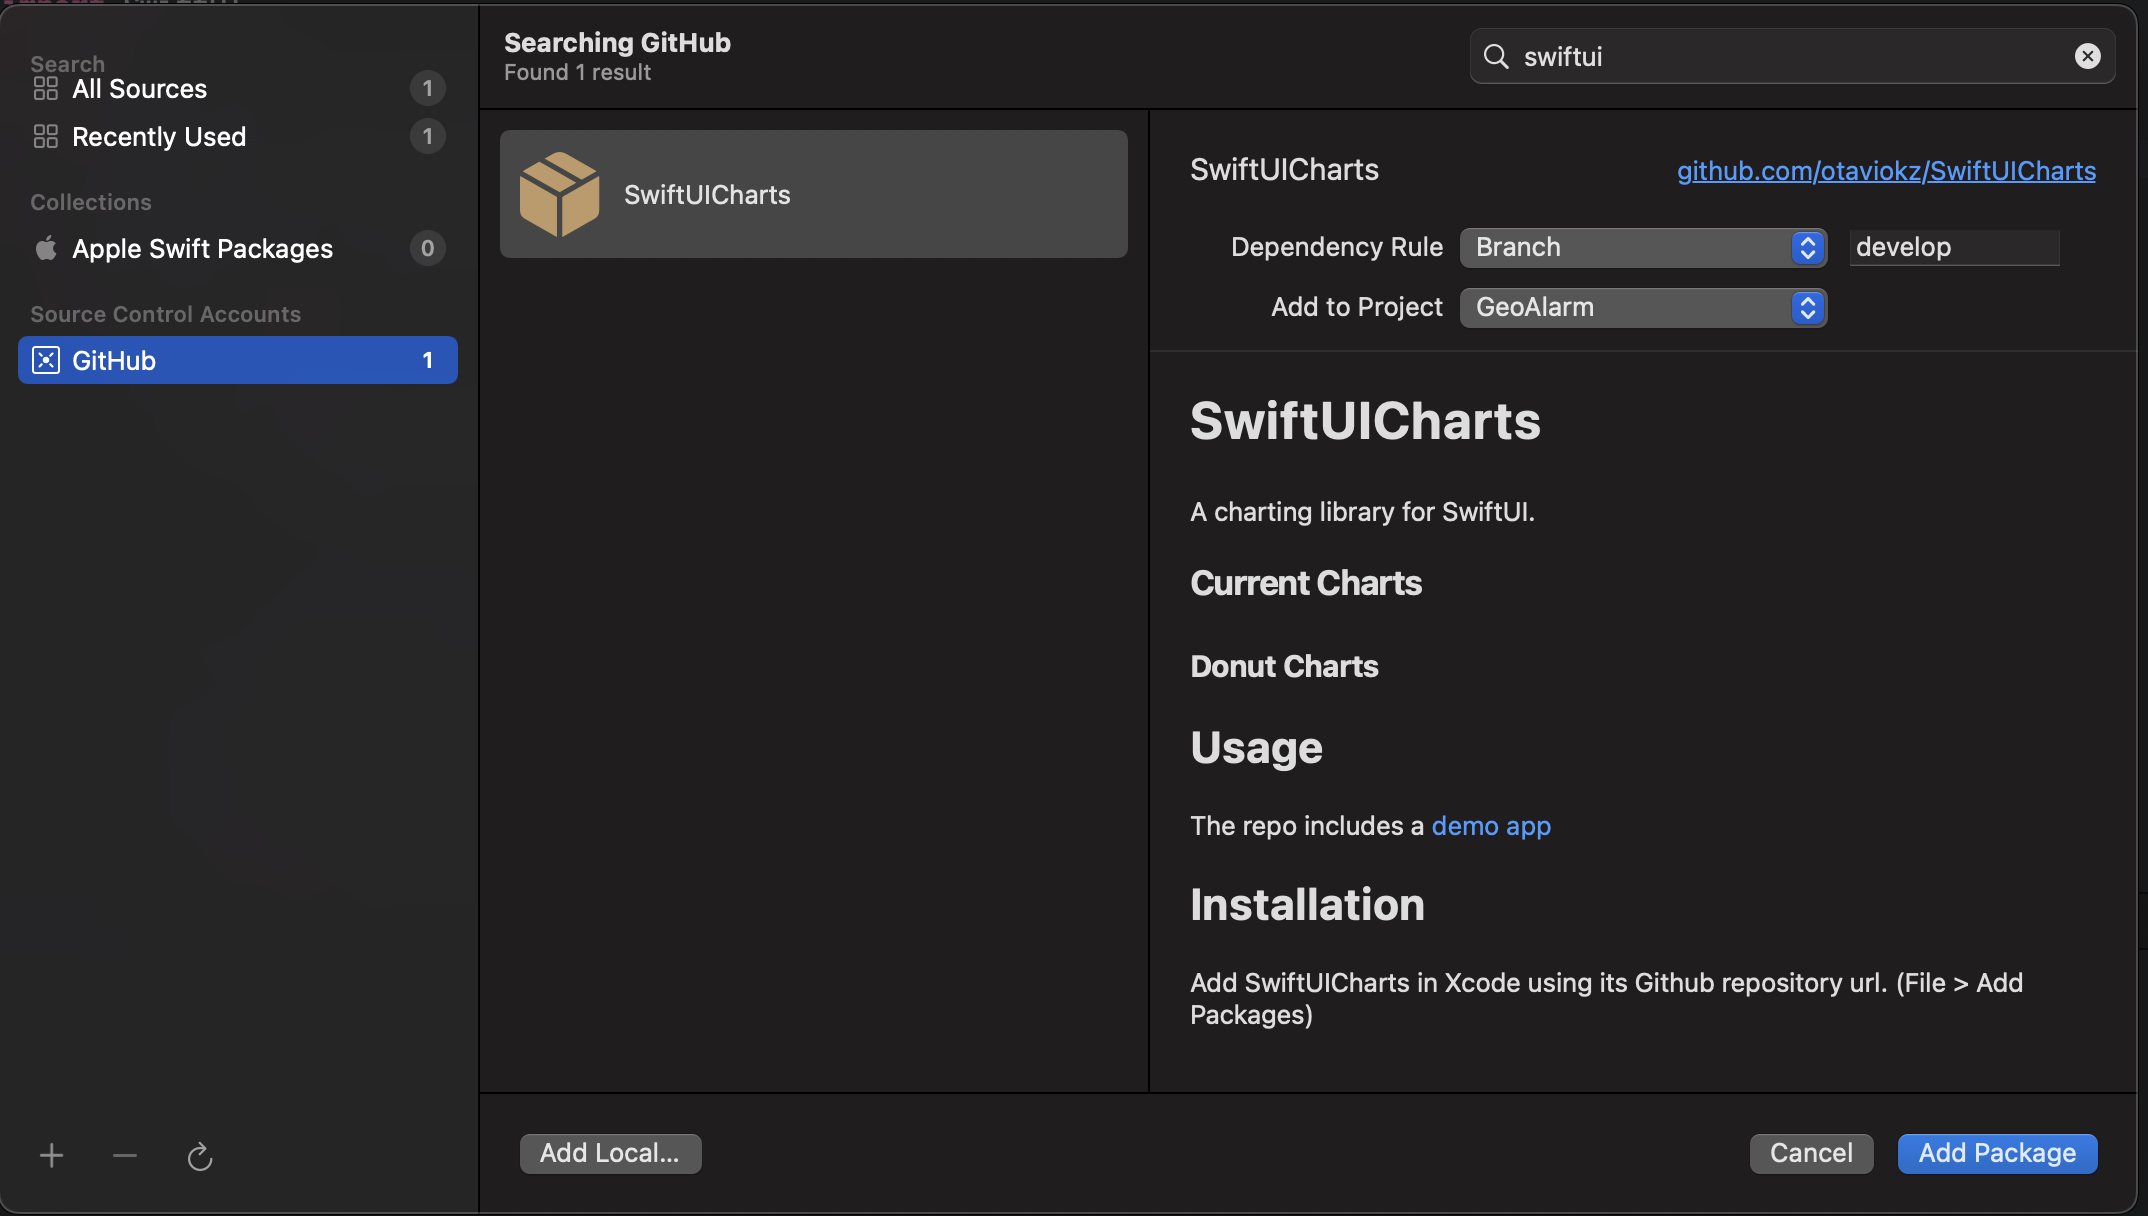 Search
All Sources 1
Recently Used 1
Collections
Apple Swift Packages 0
Source Control Accounts
GitHub 1
Searching GitHub
Found 1 result
swiftui
SwiftUICharts
SwiftUICharts
github.com/otaviokz/SwiftUICharts
Dependency Rule Branch develop
Add to Project GeoAlarm
SwiftUICharts
A charting library for SwiftUI.
Current Charts
Donut Charts
Usage
The repo includes a demo app
Installation
Add SwiftUICharts in Xcode using its Github repository url. (File > Add
Packages)
Add Local...
Cancel
Add Package